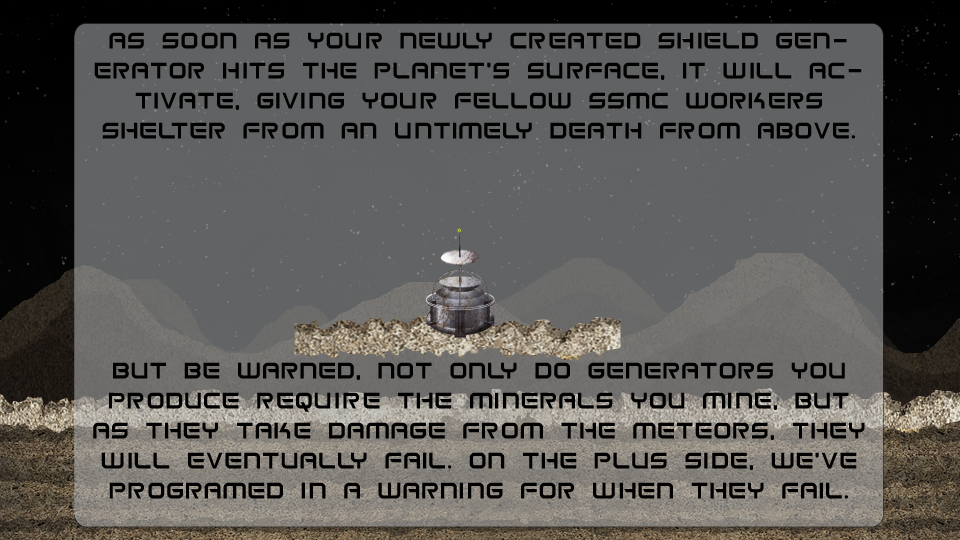 AS SOON AS YOUR NEWLY CREATED SHIELD GEN-
ERATOR HITS THE PLANET'S SURFACE, IT WILL AC-
TIVATE, GIVING YOUR FELLOW SSMC WORKERS
SHELTER FROM AN UNTIMELY DEATH FROM ABOVE.
BUT BE WARNED, NOT ONLY DO GENERATORS YOU
PRODUCE REQUIRE THE MINERALS YOU MINE, BUT
AS THEY TAKE DAMAGE FROM THE METEORS, THEY
WILL EVENTUALLY FAIL. ON THE PLUS SIDE, WE'VE
PROGRAMED IN A WARNING FOR WHEN THEY FAIL.